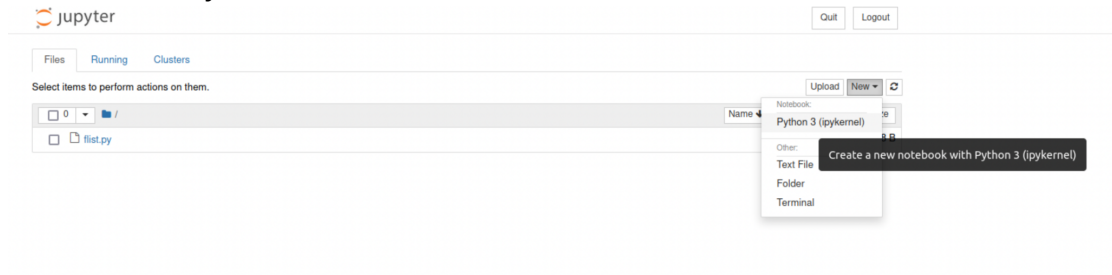 jupyter
Quit Logout
Files Running Clusters
Select items to perform actions on them.
Upload New
0 /
Name
Notebook:
Python 3 (ipykernel)
flist.py
B
Other:
Create a new notebook with Python 3 (ipykernel)
Text File
Folder
Terminal